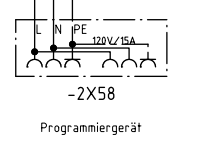 L N PE
120V/15A
-2X58
Programmiergerät